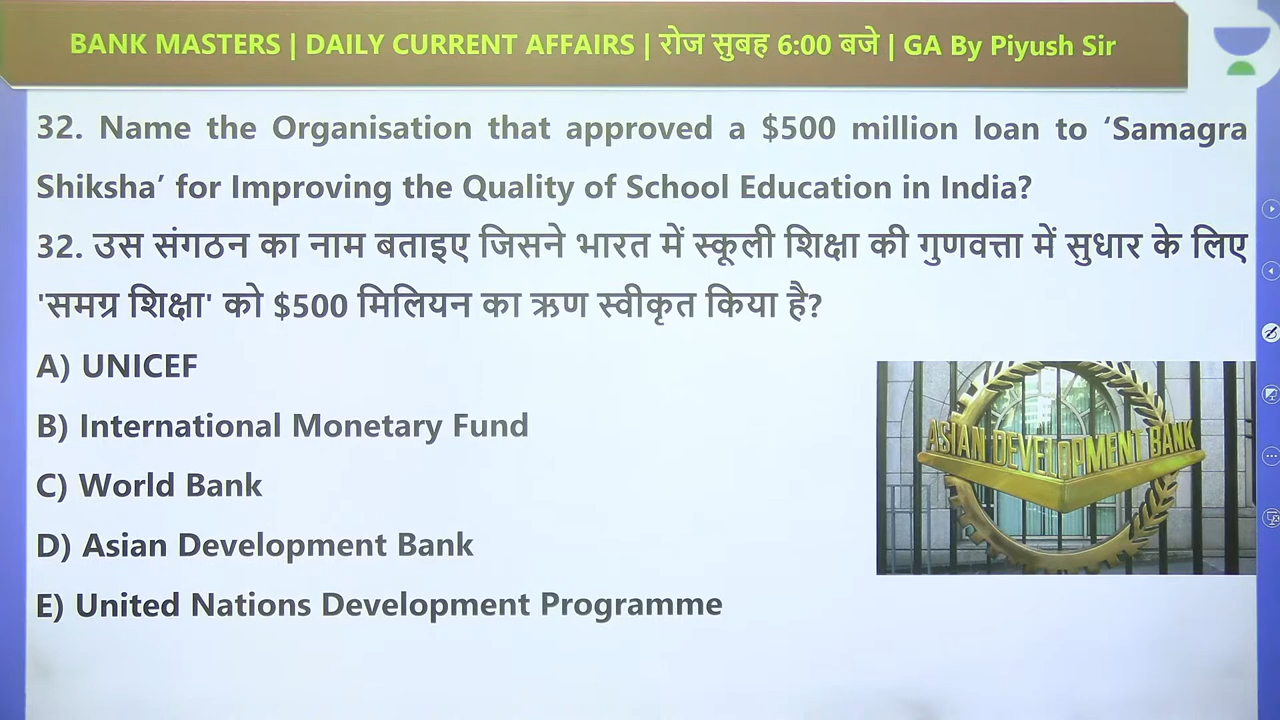 BANK MASTERS | DAILY CURRENT AFFAIRS | रोज सुबह 6:00 बजे | GA By Piyush Sir
32. Name the Organisation that approved a $500 million loan to ‘Samagra
Shiksha’ for Improving the Quality of School Education in India?
32. उस संगठन का नाम बताइए जिसने भारत में स्कूली शिक्षा की गुणवत्ता में सुधार के लिए
'समग्र शिक्षा' को $500 मिलियन का ऋण स्वीकृत किया है?
A) UNICEF
B) International Monetary Fund
C) World Bank
D) Asian Development Bank
E) United Nations Development Programme
ASIAN DEVELOPMENT BANK